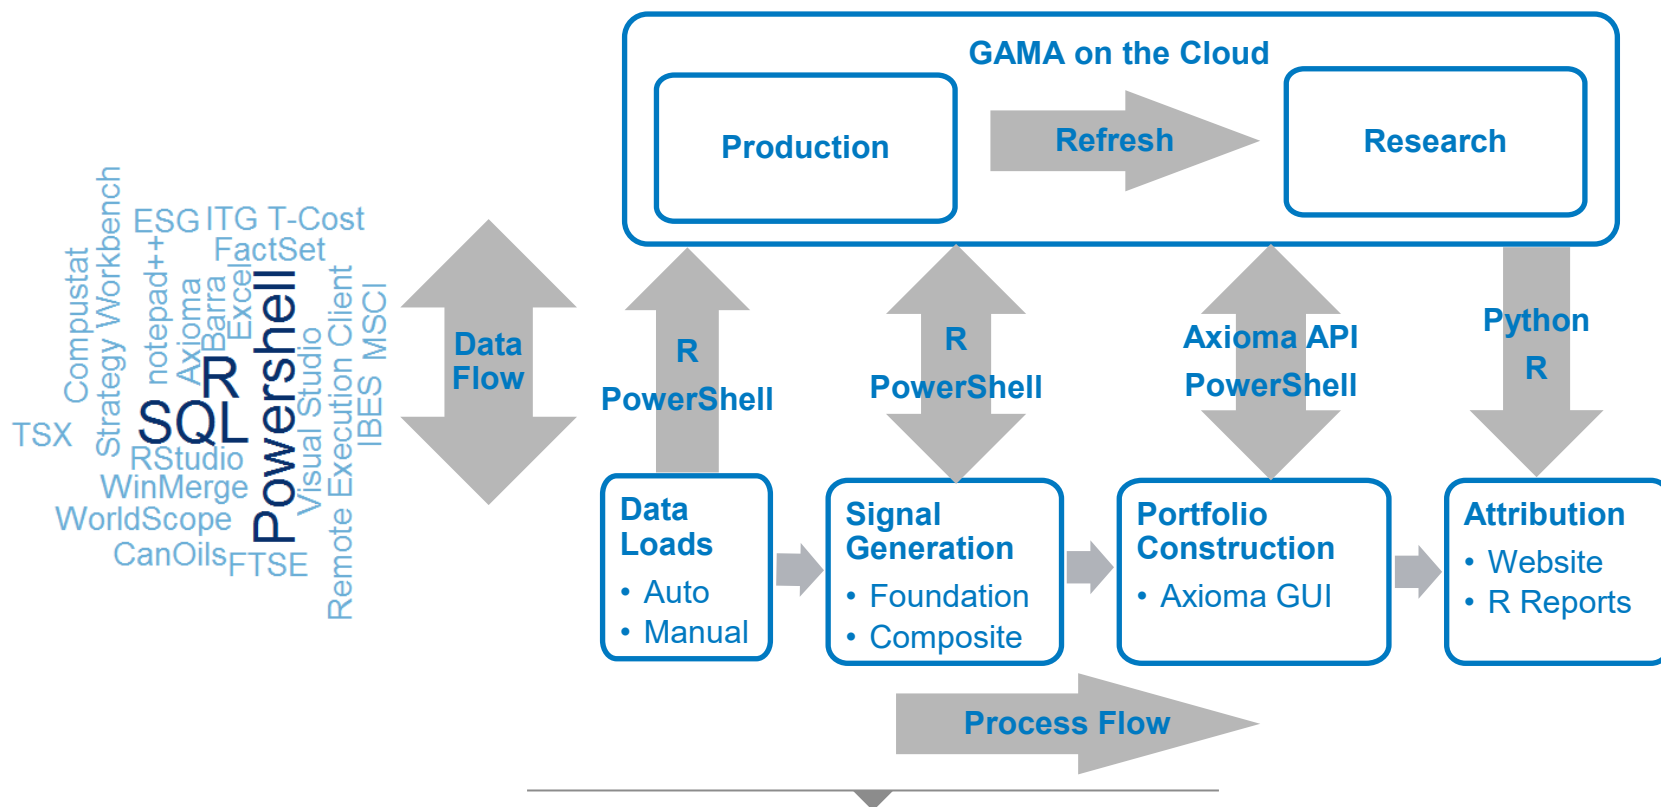 GAMA on the Cloud
Production
Refresh
Research
ESG
ITG T-Cost
FactSet
Compustat
Strategy Workbench
notepad++
Axioma
Barra
Excel
Powershell
R
SQL
Visual Studio
Remote Execution Client
MSCI
IBES
TSX
RStudio
WinMerge
WorldScope
CanOils
FTSE
Data
Flow
R
PowerShell
R
PowerShell
Axioma API
PowerShell
Python
R
Data
Loads
• Auto
• Manual
Signal
Generation
• Foundation
• Composite
Portfolio
Construction
• Axioma GUI
Attribution
• Website
• R Reports
Process Flow